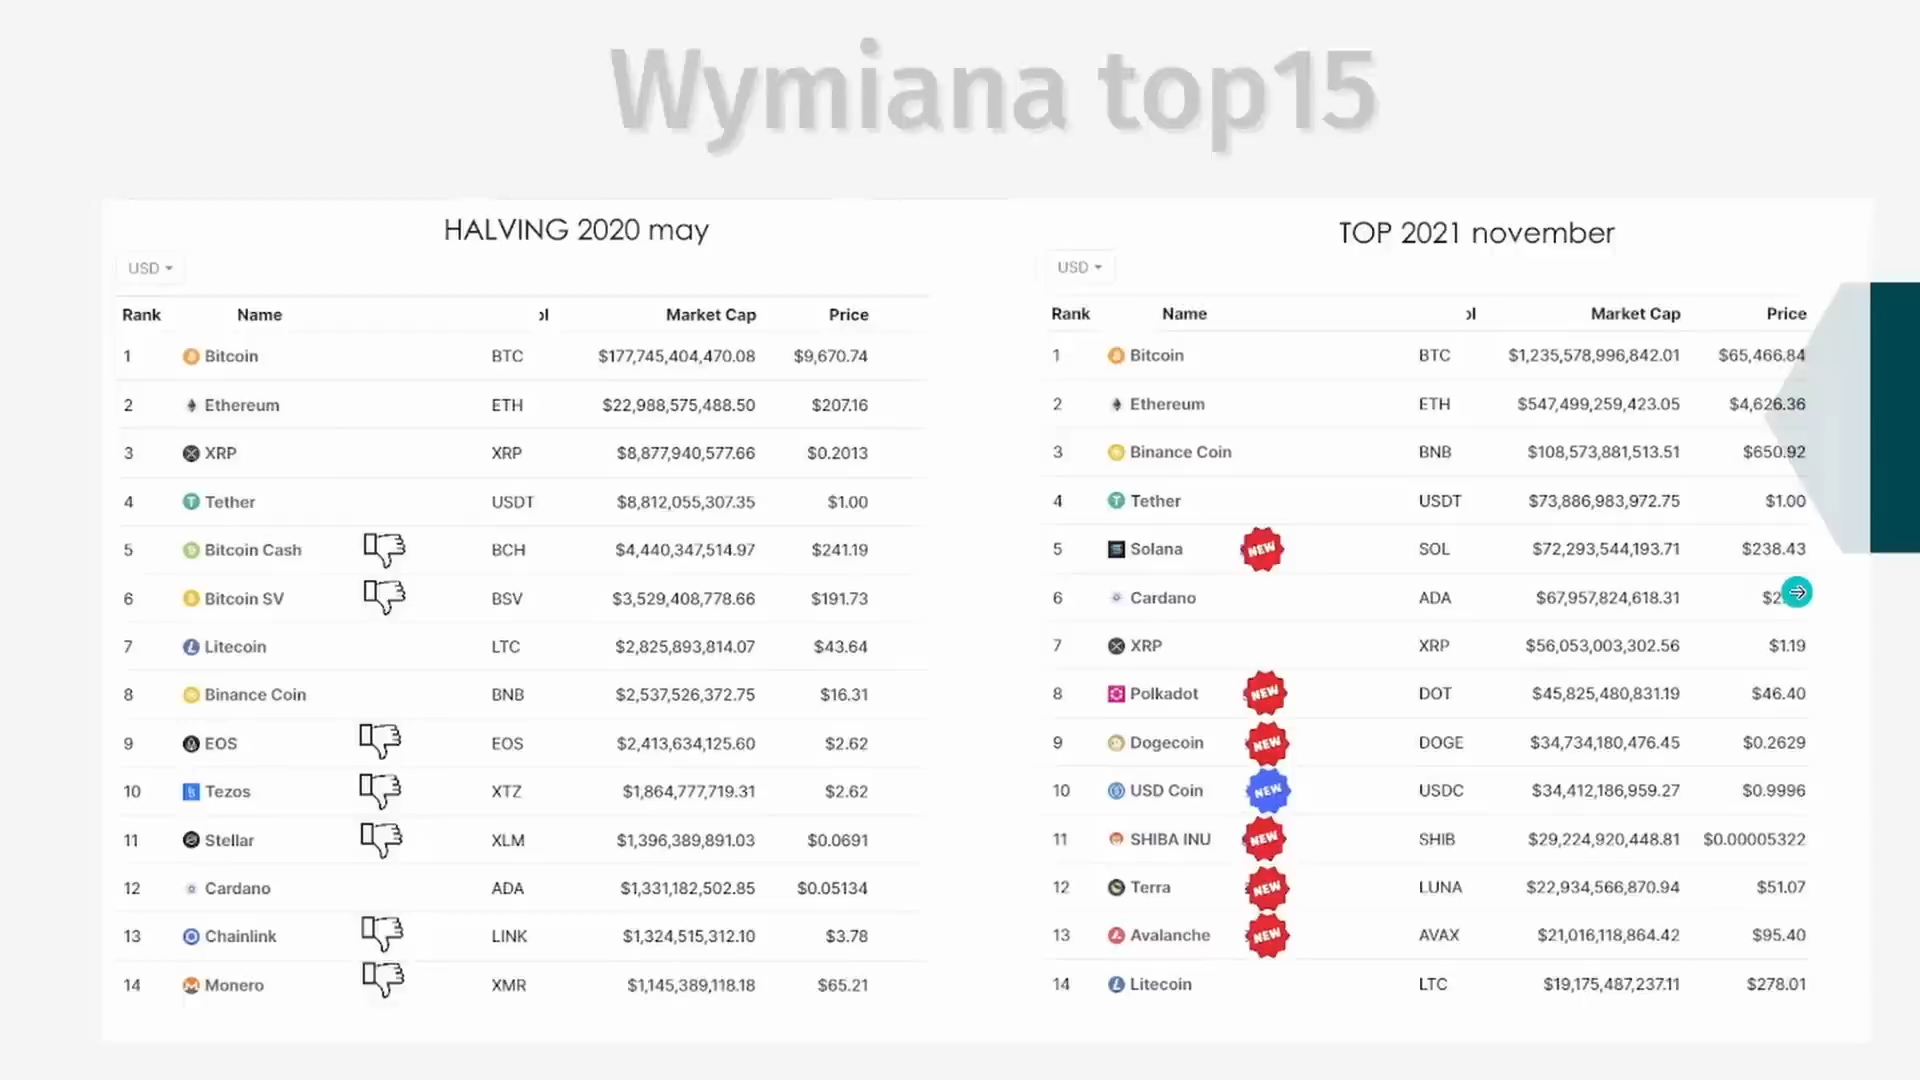 Wymiana top15
HALVING 2020 may
USD
Rank Name ol Market Cap Price
1 Bitcoin BTC $177,745,404,470.08 $9,670.74
2 Ethereum ETH $22,988,575,488.50 $207.16
3 XRP XRP $8,877,940,577.66 $0.2013
4 Tether USDT $8,812,055,307.35 $1.00
5 Bitcoin Cash BCH $4,440,347,514.97 $241.19
6 Bitcoin SV BSV $3,529,408,778.66 $191.73
7 Litecoin LTC $2,825,893,814.07 $43.64
8 Binance Coin BNB $2,537,526,372.75 $16.31
9 EOS EOS $2,413,634,125.60 $2.62
10 Tezos XTZ $1,864,777,719.31 $2.62
11 Stellar XLM $1,396,389,891.03 $0.0691
12 Cardano ADA $1,331,182,502.85 $0.05134
13 Chainlink LINK $1,324,515,312.10 $3.78
14 Monero XMR $1,145,389,118.18 $65.21
TOP 2021 november
USD
Rank Name ol Market Cap Price
1 Bitcoin BTC $1,235,578,996,842.01 $65,466.84
2 Ethereum ETH $547,499,259,423.05 $4,626.36
3 Binance Coin BNB $108,573,881,513.51 $650.92
4 Tether USDT $73,886,983,972.75 $1.00
5 Solana NEW SOL $72,293,544,193.71 $238.43
6 Cardano ADA $67,957,824,618.31
7 XRP XRP $56,053,003,302.56 $1.19
8 Polkadot NEW DOT $45,825,480,831.19 $46.40
9 Dogecoin NEW DOGE $34,734,180,476.45 $0.2629
10 USD Coin NEW USDC $34,412,186,959.27 $0.9996
11 SHIBA INU NEW SHIB $29,224,920,448.81 $0.00005322
12 Terra NEW LUNA $22,934,566,870.94 $51.07
13 Avalanche NEW AVAX $21,016,118,864.42 $95.40
14 Litecoin LTC $19,175,487,237.11 $278.01